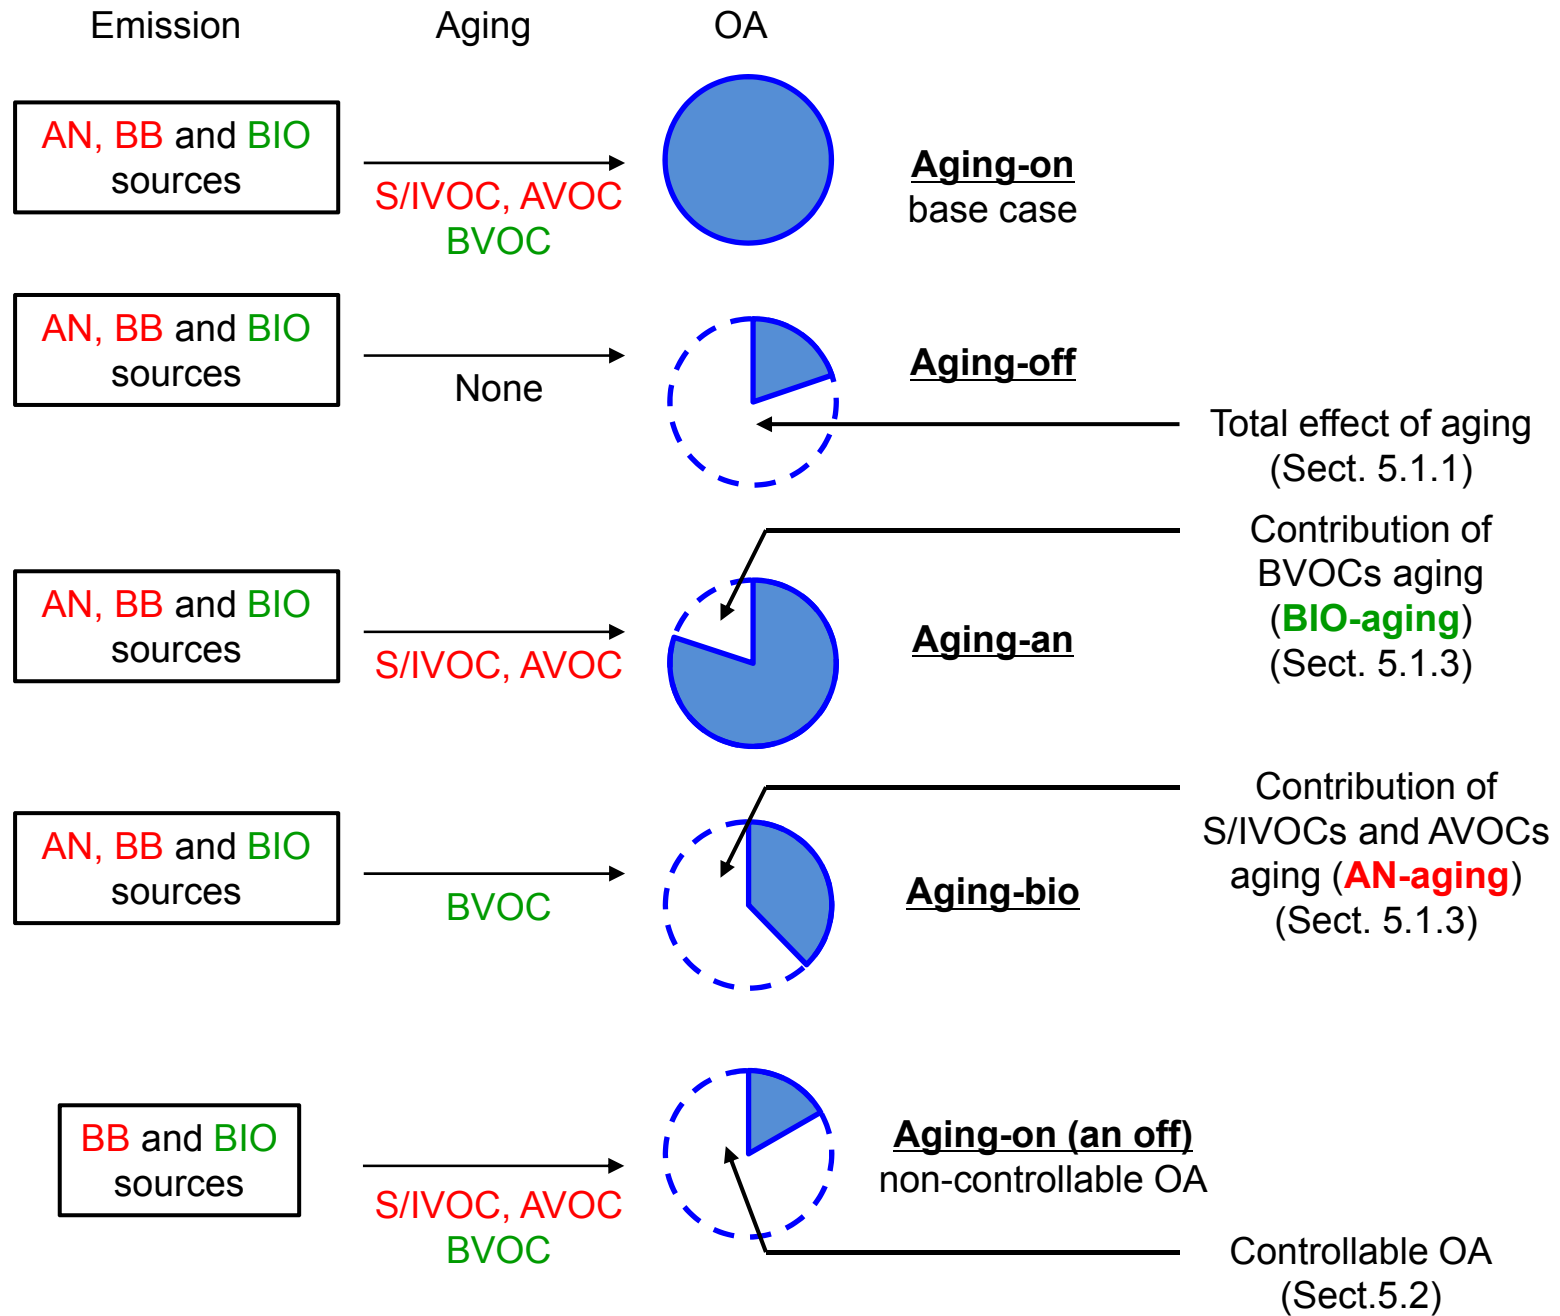 Emission Aging OA
AN, BB and BIO
sources
S/IVOC, AVOC
BVOC
Aging-on
base case
AN, BB and BIO
sources
None
Aging-off
Total effect of aging
(Sect. 5.1.1)
AN, BB and BIO
sources
S/IVOC, AVOC
Aging-an
Contribution of
BVOCs aging
(BIO-aging)
(Sect. 5.1.3)
AN, BB and BIO
sources
BVOC
Aging-bio
Contribution of
S/IVOCs and AVOCs
aging (AN-aging)
(Sect. 5.1.3)
BB and BIO
sources
S/IVOC, AVOC
BVOC
Aging-on (an off)
non-controllable OA
Controllable OA
(Sect.5.2)